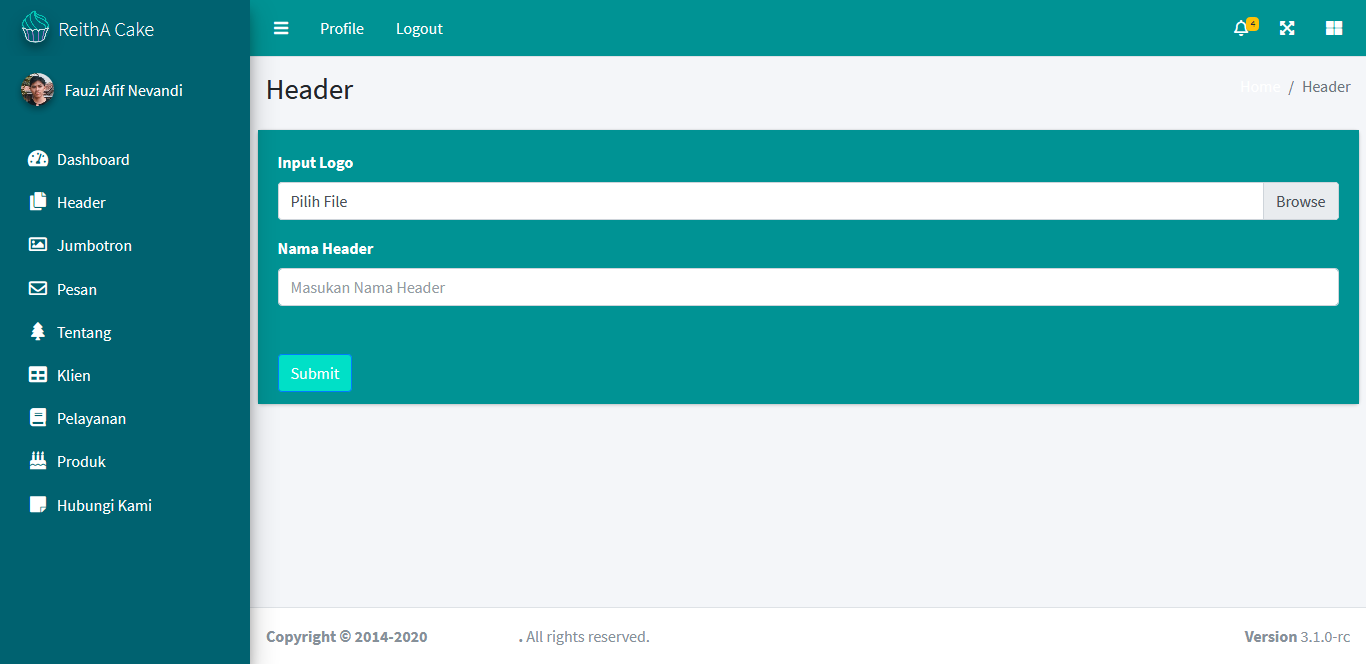 ReithA Cake
Profile
Logout
4
Fauzi Afif Nevandi
Dashboard
Header
Jumbotron
Pesan
Tentang
Klien
Pelayanan
Produk
Hubungi Kami
Header
Home / Header
Input Logo
Pilih File
Browse
Nama Header
Masukan Nama Header
Submit
Copyright © 2014-2020 . All rights reserved.
Version 3.1.0-rc